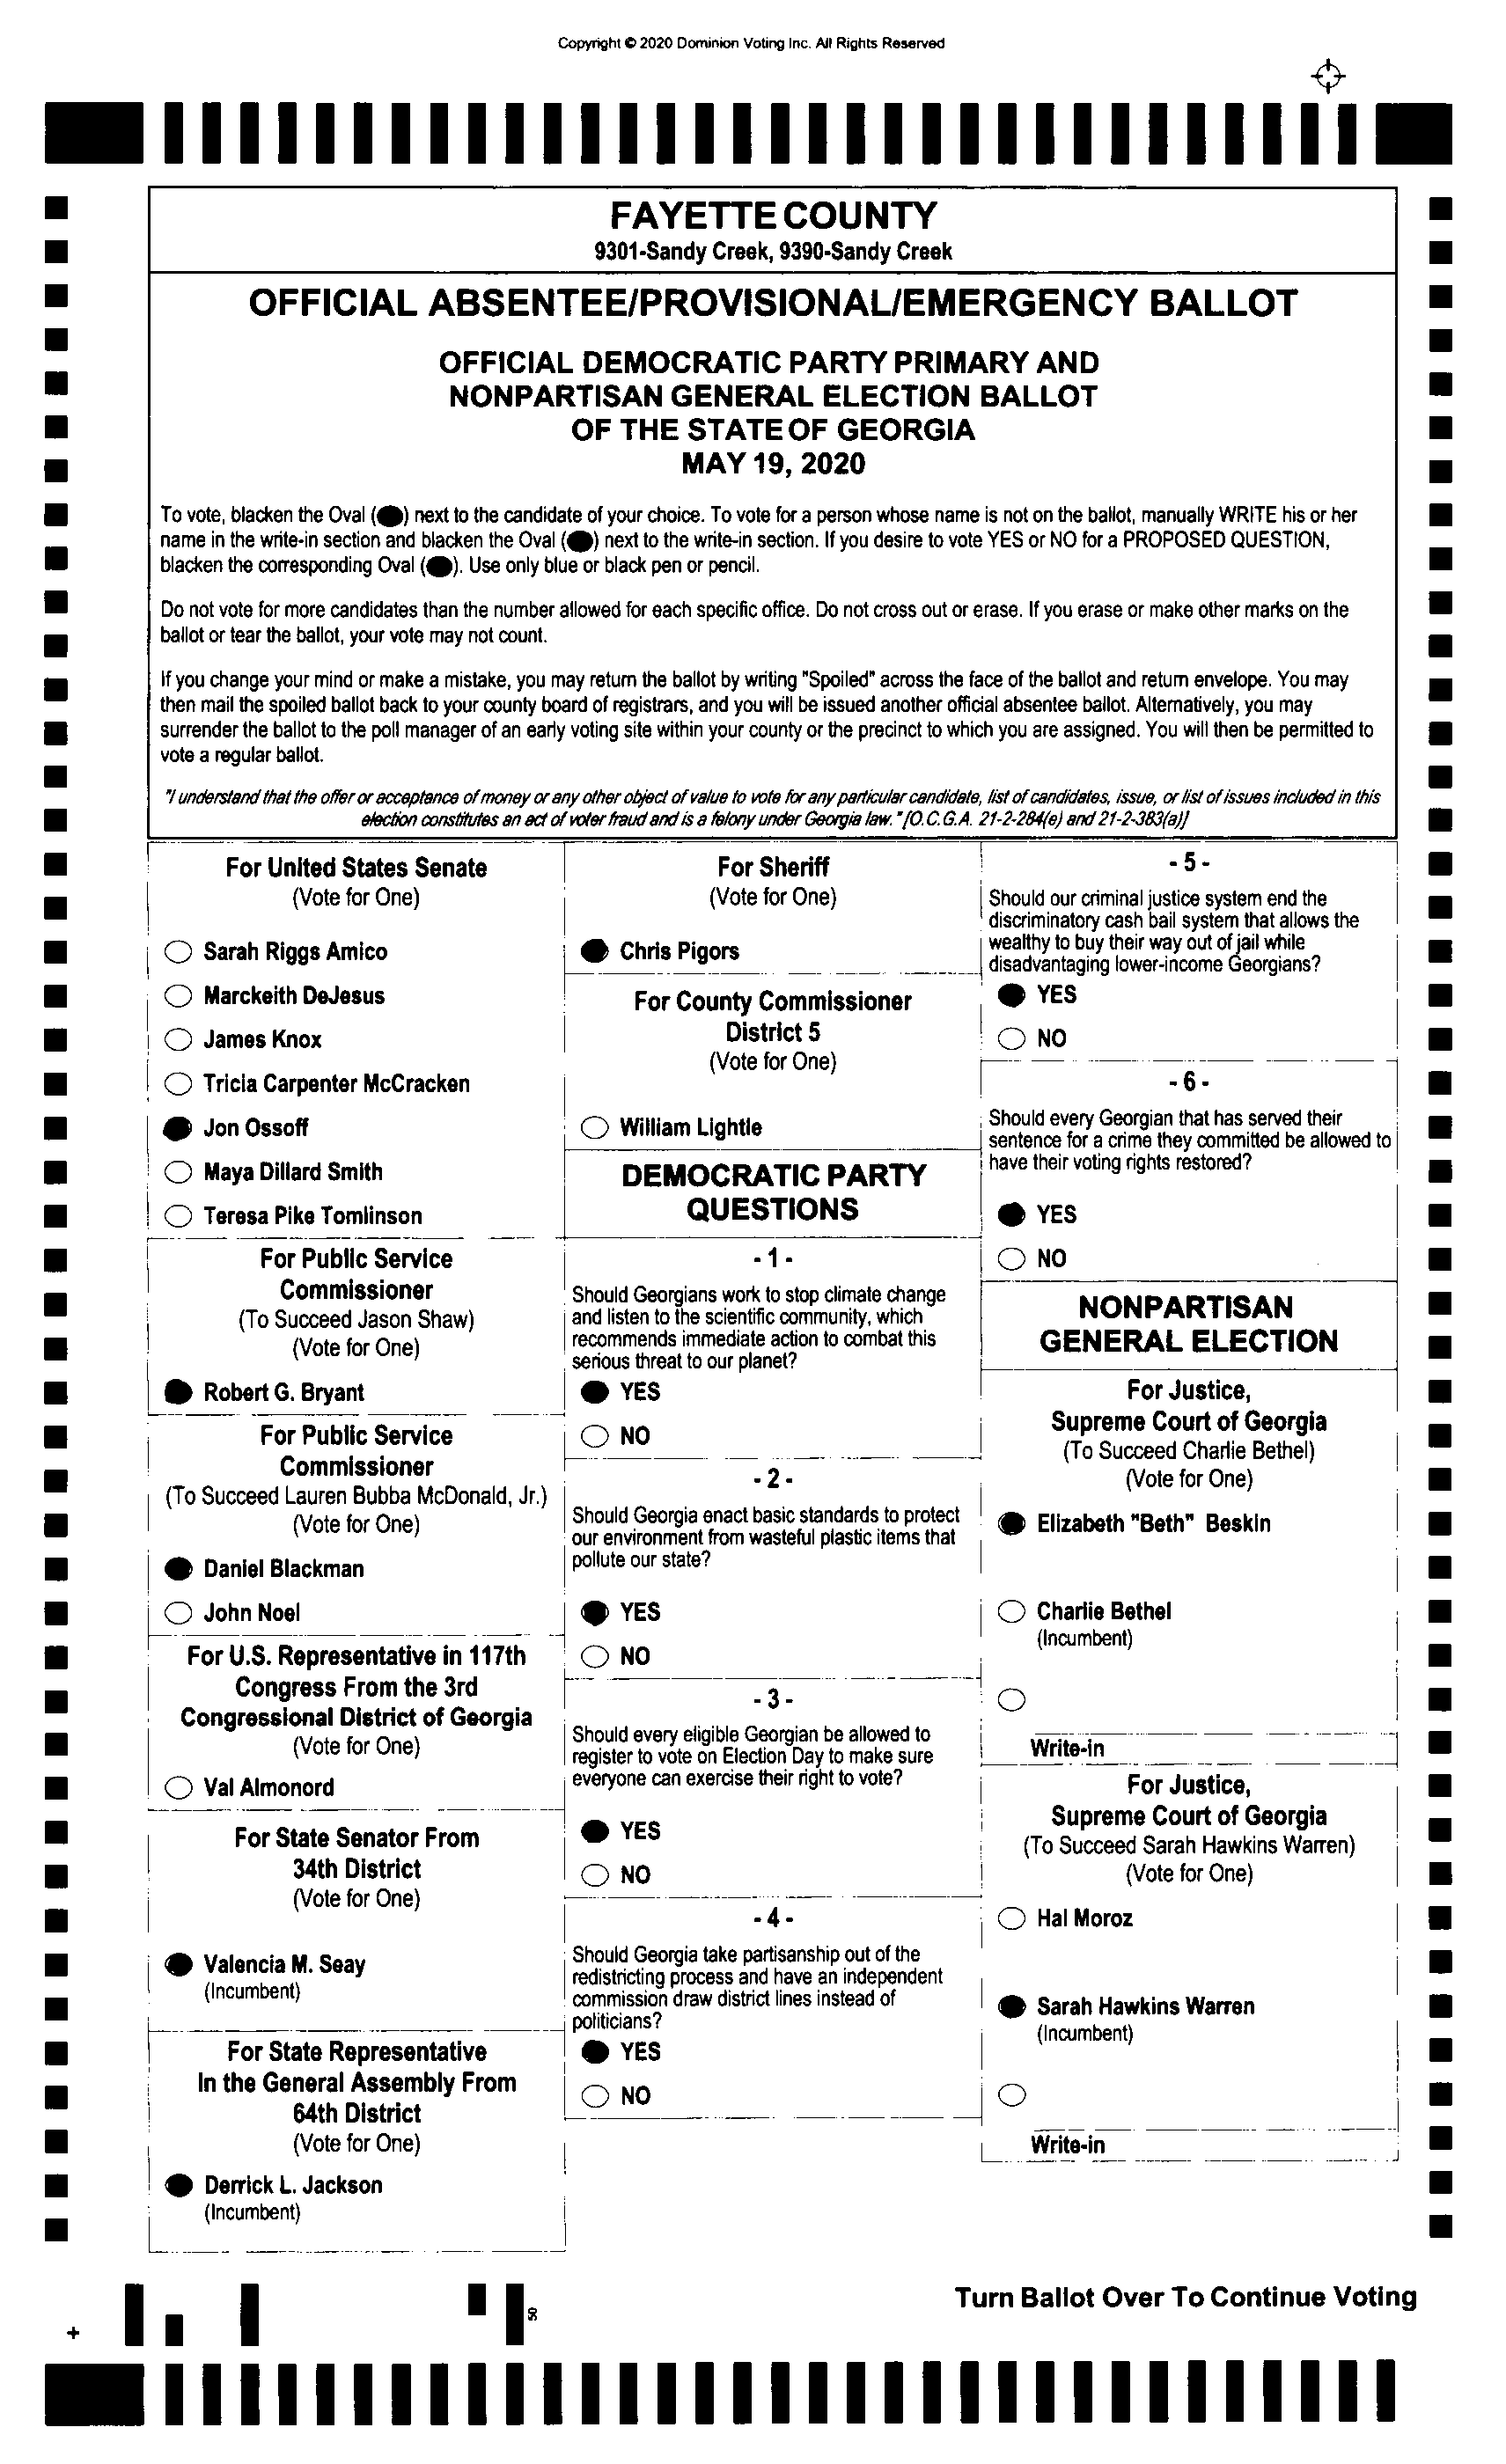 Copyright © 2020 Dominion Voting Inc. All Rights Reserved
FAYETTE COUNTY
9301-Sandy Creek, 9390-Sandy Creek
OFFICIAL ABSENTEE/PROVISIONAL/EMERGENCY BALLOT
OFFICIAL DEMOCRATIC PARTY PRIMARY AND
NONPARTISAN GENERAL ELECTION BALLOT
OF THE STATE OF GEORGIA
MAY 19, 2020
To vote, blacken the Oval ( ) next to the candidate of your choice. To vote for a person whose name is not on the ballot, manually WRITE his or her
name in the write-in section and blacken the Oval ( ) next to the write-in section. If you desire to vote YES or NO for a PROPOSED QUESTION,
blacken the corresponding Oval ( ). Use only blue or black pen or pencil.
Do not vote for more candidates than the number allowed for each specific office. Do not cross out or erase. If you erase or make other marks on the
ballot or tear the ballot, your vote may not count.
If you change your mind or make a mistake, you may return the ballot by writing "Spoiled" across the face of the ballot and return envelope. You may
then mail the spoiled ballot back to your county board of registrars, and you will be issued another official absentee ballot. Alternatively, you may
surrender the ballot to the poll manager of an early voting site within your county or the precinct to which you are assigned. You will then be permitted to
vote a regular ballot.
"I understand that the offer or acceptance of money or any other object of value to vote for any particular candidate, list of candidates, issue, or list of issues included in this
election constitutes an act of voter fraud and is a felony under Georgia law. "[O.C.G.A. 21-2-284(e) and 21-2-383(a)]
For United States Senate
(Vote for One)
Sarah Riggs Amico
Marckeith DeJesus
James Knox
Tricia Carpenter McCracken
Jon Ossoff
Maya Dillard Smith
Teresa Pike Tomlinson
For Public Service
Commissioner
(To Succeed Jason Shaw)
(Vote for One)
Robert G. Bryant
For Public Service
Commissioner
(To Succeed Lauren Bubba McDonald, Jr.)
(Vote for One)
Daniel Blackman
John Noel
For U.S. Representative in 117th
Congress From the 3rd
Congressional District of Georgia
(Vote for One)
Val Almonord
For State Senator From
34th District
(Vote for One)
Valencia M. Seay
(Incumbent)
For State Representative
In the General Assembly From
64th District
(Vote for One)
Derrick L. Jackson
(Incumbent)
For Sheriff
(Vote for One)
Chris Pigors
For County Commissioner
District 5
(Vote for One)
William Lightle
DEMOCRATIC PARTY
QUESTIONS
- 1 -
Should Georgians work to stop climate change
and listen to the scientific community, which
recommends immediate action to combat this
serious threat to our planet?
YES
NO
- 2 -
Should Georgia enact basic standards to protect
our environment from wasteful plastic items that
pollute our state?
YES
NO
- 3 -
Should every eligible Georgian be allowed to
register to vote on Election Day to make sure
everyone can exercise their right to vote?
YES
NO
- 4 -
Should Georgia take partisanship out of the
redistricting process and have an independent
commission draw district lines instead of
politicians?
YES
NO
- 5 -
Should our criminal justice system end the
discriminatory cash bail system that allows the
wealthy to buy their way out of jail while
disadvantaging lower-income Georgians?
YES
NO
- 6 -
Should every Georgian that has served their
sentence for a crime they committed be allowed to
have their voting rights restored?
YES
NO
NONPARTISAN
GENERAL ELECTION
For Justice,
Supreme Court of Georgia
(To Succeed Charlie Bethel)
(Vote for One)
Elizabeth "Beth" Beskin
Charlie Bethel
(Incumbent)
Write-in
For Justice,
Supreme Court of Georgia
(To Succeed Sarah Hawkins Warren)
(Vote for One)
Hal Moroz
Sarah Hawkins Warren
(Incumbent)
Write-in
Turn Ballot Over To Continue Voting